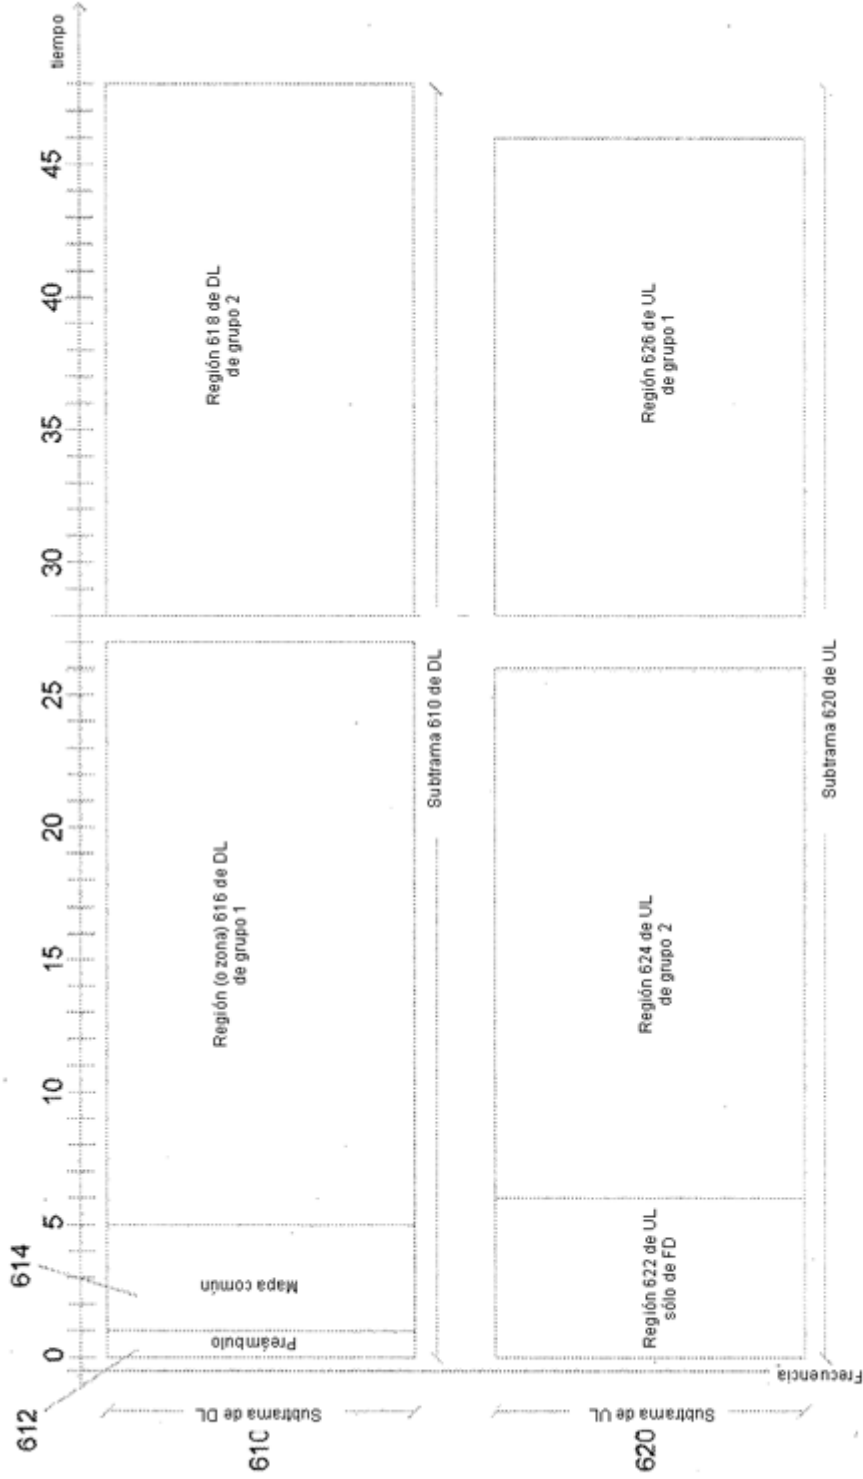 tiempo
0
5
10
15
20
25
30
35
40
45
612
614
Preámbulo
Mapa común
Región (o zona) 616 de DL
de grupo 1
Región 618 de DL
de grupo 2
Subtrama de DL
610
Subtrama 610 de DL
Región 622 de UL
sólo de FD
Región 624 de UL
de grupo 2
Región 626 de UL
de grupo 1
Subtrama de UL
620
Subtrama 620 de UL
Frecuencia